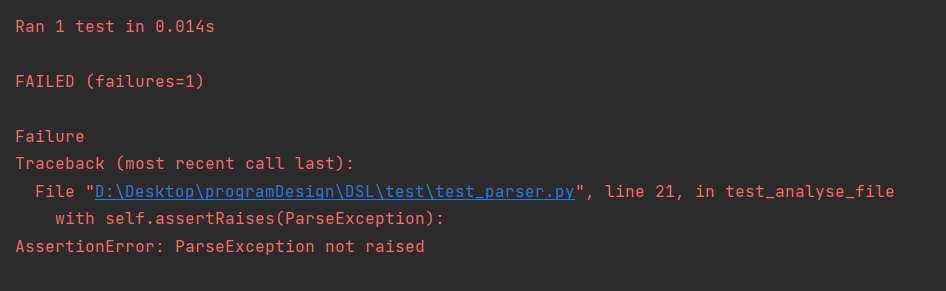 Ran 1 test in 0.014s
FAILED (failures=1)
Failure
Traceback (most recent call last):
  File "D:\Desktop\programDesign\DSL\test\test_parser.py", line 21, in test_analyse_file
    with self.assertRaises(ParseException):
AssertionError: ParseException not raised